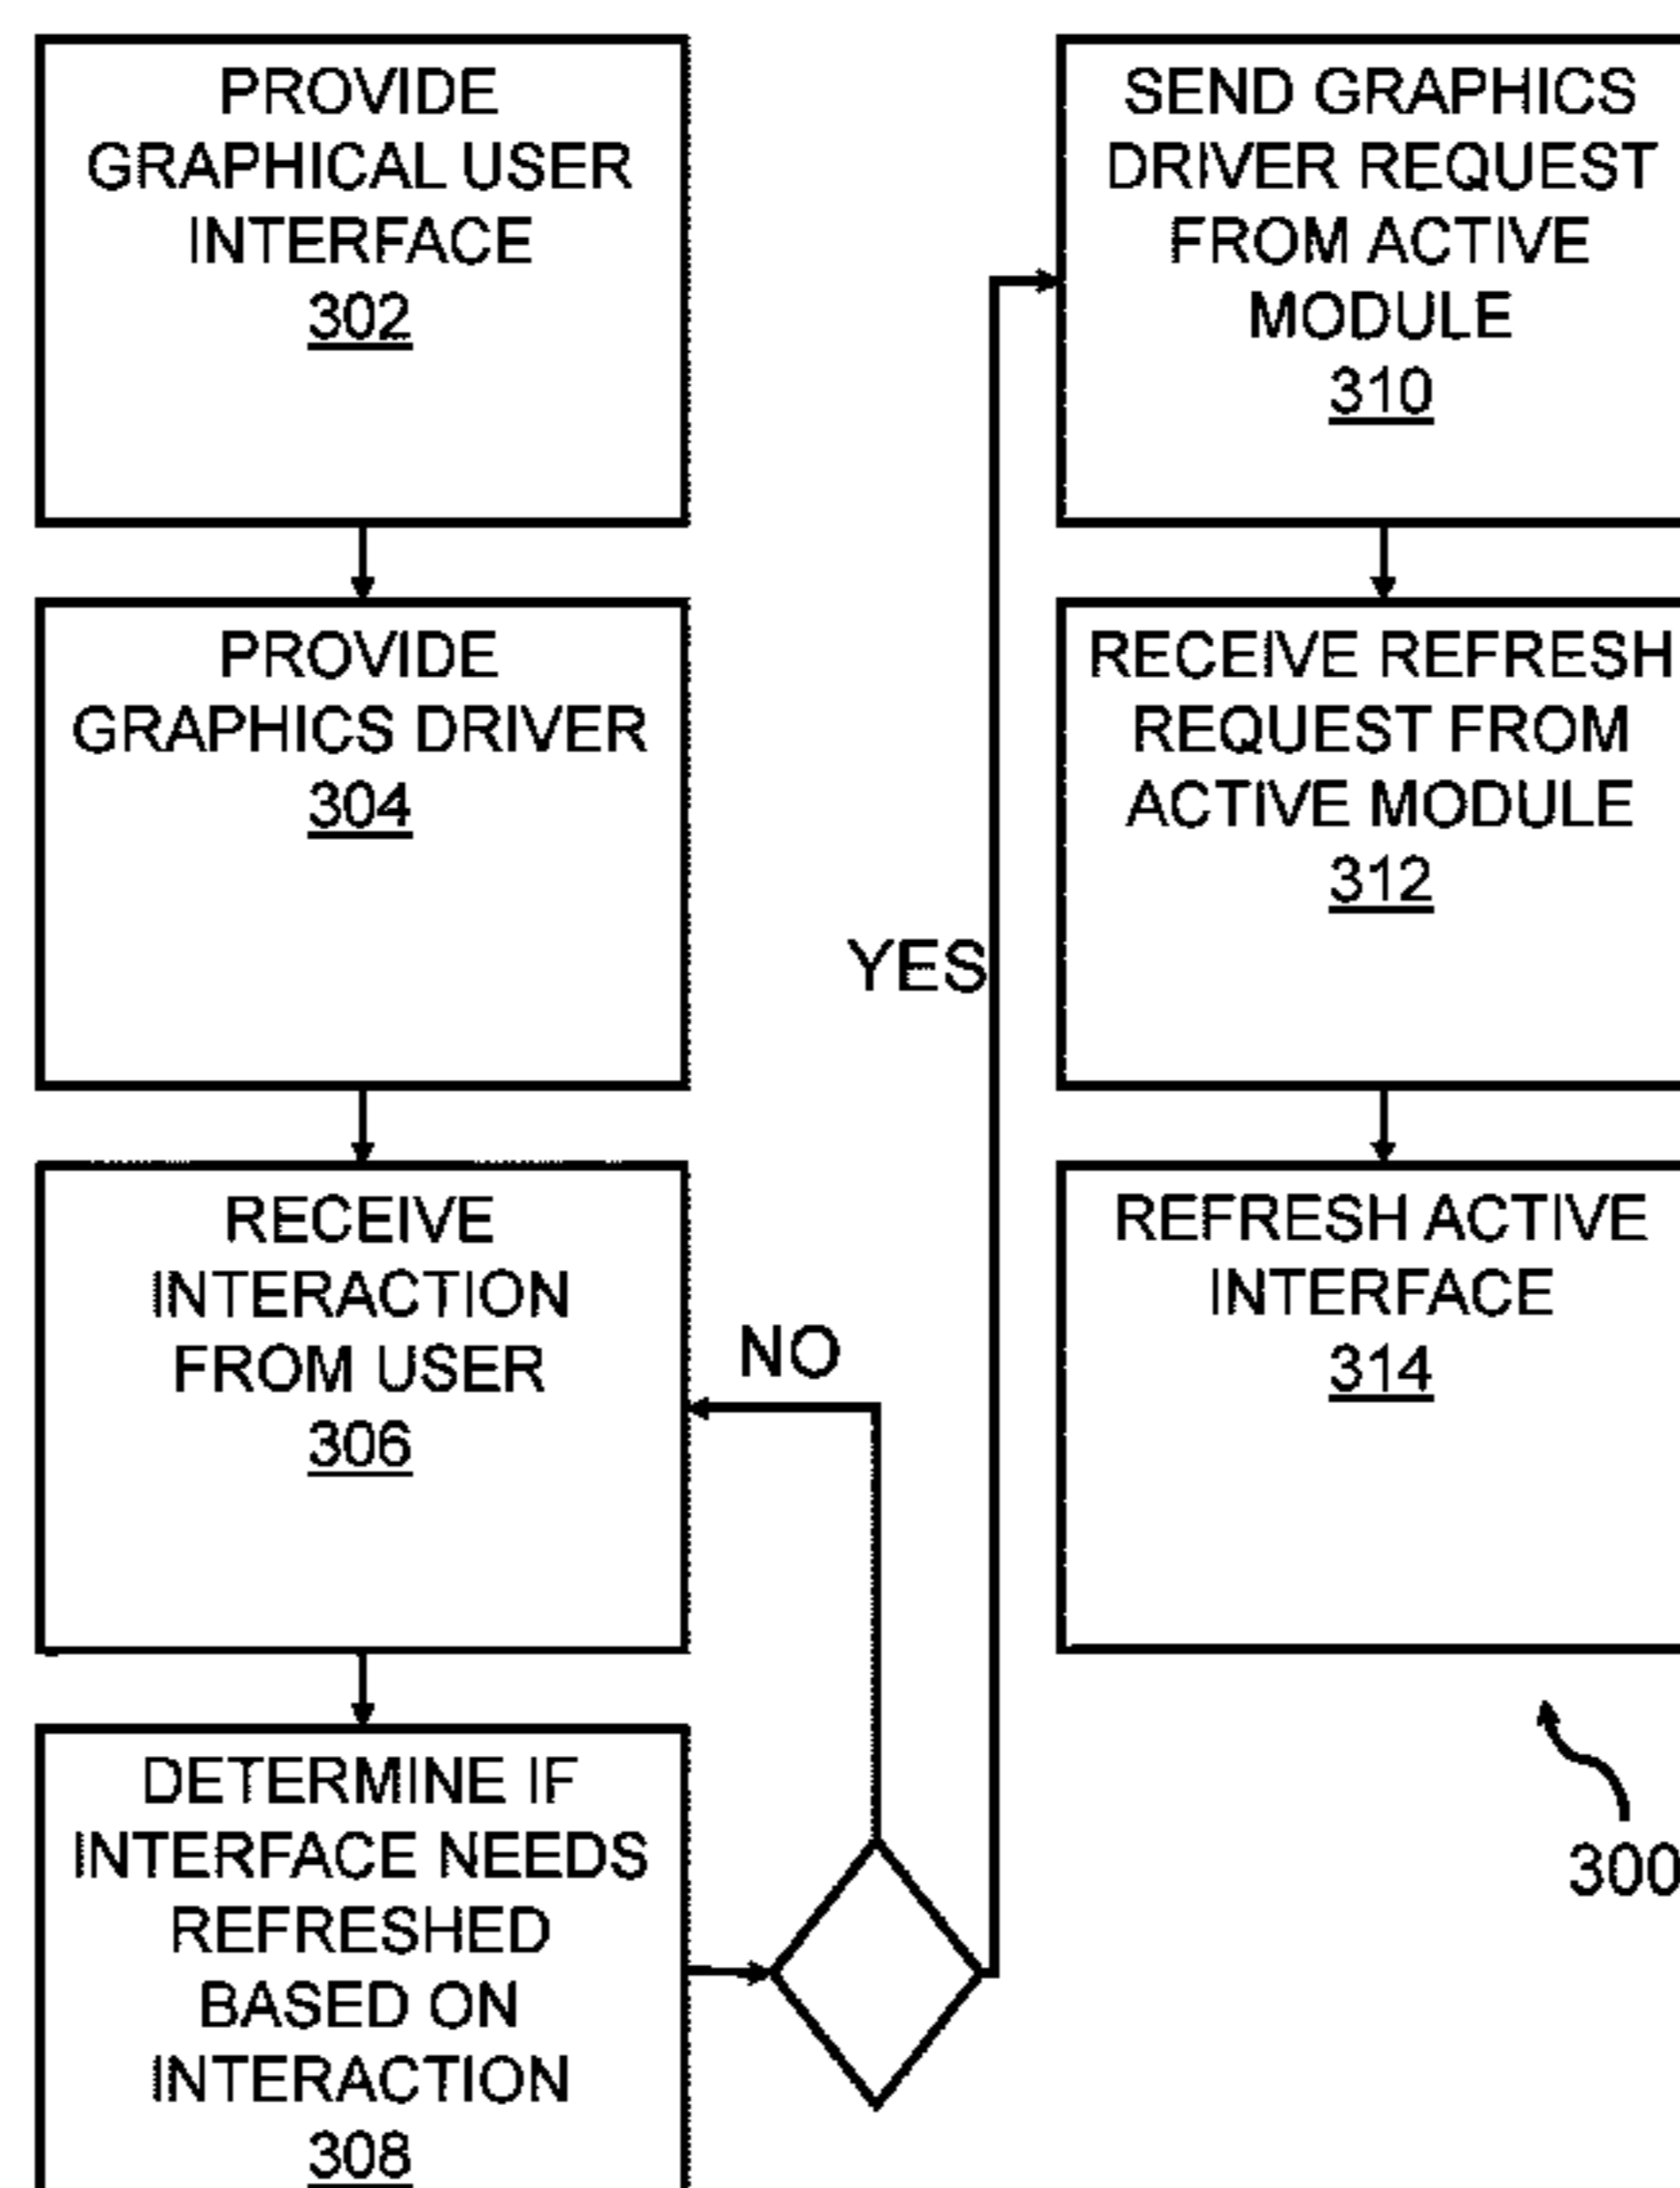 PROVIDE
GRAPHICAL USER
INTERFACE
302
PROVIDE
GRAPHICS DRIVER
304
RECEIVE
INTERACTION
FROM USER
306
DETERMINE IF
INTERFACE NEEDS
REFRESHED
BASED ON
INTERACTION
308
NO
YES
SEND GRAPHICS
DRIVER REQUEST
FROM ACTIVE
MODULE
310
RECEIVE REFRESH
REQUEST FROM
ACTIVE MODULE
312
REFRESH ACTIVE
INTERFACE
314
300